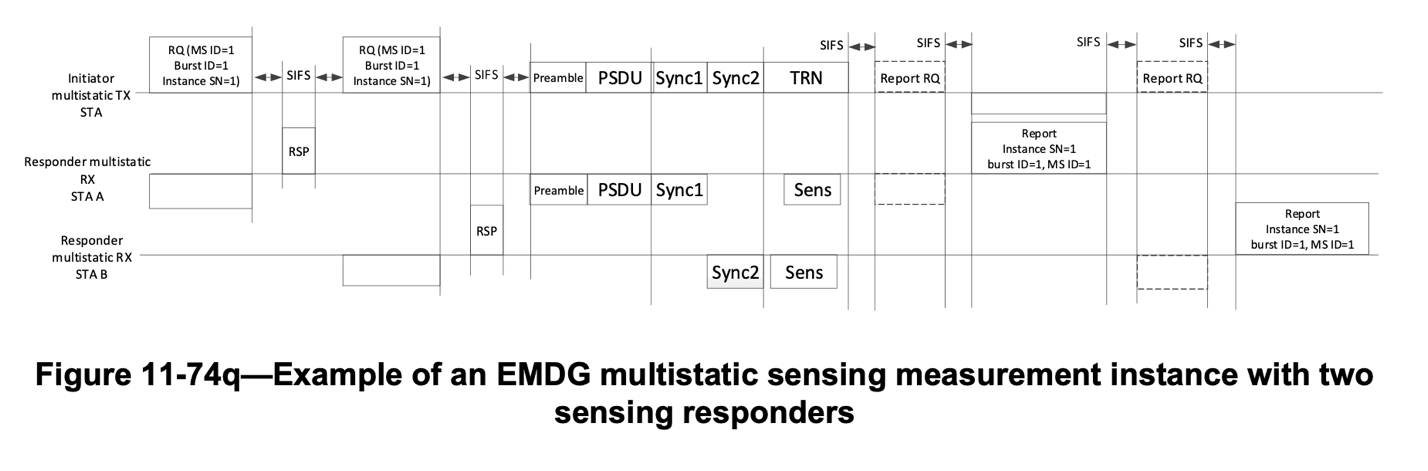 RQ (MS ID=1
Burst ID=1
Instance SN=1)
SIFS
RQ (MS ID=1
Burst ID=1
Instance SN=1)
SIFS
SIFS
SIFS
SIFS
SIFS
Initiator
multistatic TX
STA
Preamble
PSDU
Sync1
Sync2
TRN
Report RQ
Report RQ
Responder multistatic
RX
STA A
RSP
Report
Instance SN=1
burst ID=1, MS ID=1
Preamble
PSDU
Sync1
Sens
Responder
multistatic RX
STA B
RSP
Report
Instance SN=1
burst ID=1, MS ID=1
Sync2
Sens
Figure 11-74q—Example of an EMDG multistatic sensing measurement instance with two
sensing responders